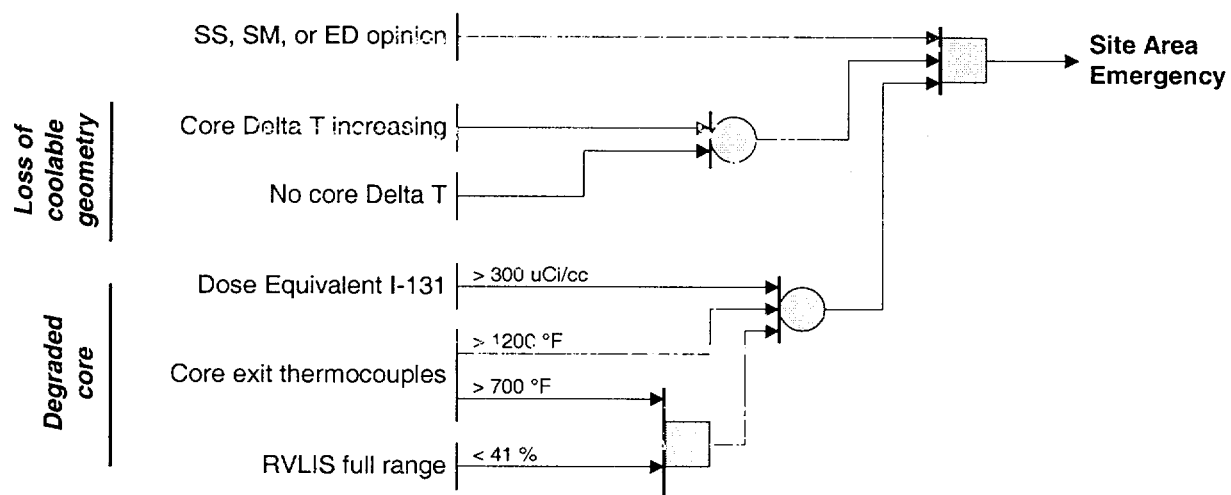 SS, SM, or ED opinion
Site Area
Emergency
Loss of
coolable
geometry
Core Delta T increasing
No core Delta T
Degraded
core
Dose Equivalent I-131
> 300 uCi/cc
Core exit thermocouples
> 1200 °F
> 700 °F
RVLIS full range
< 41 %